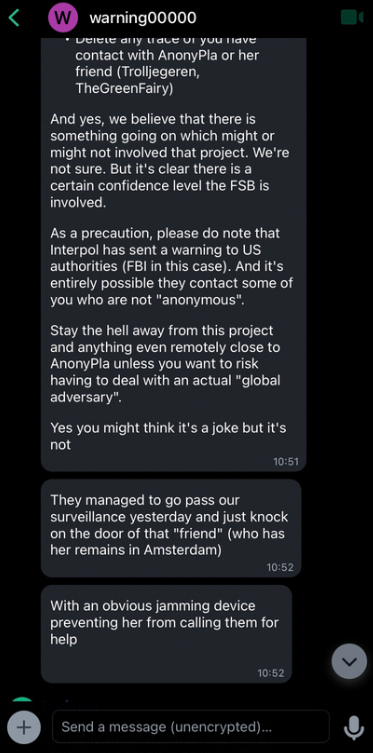 W warning00000
• Delete any trace of you have
contact with AnonyPla or her
friend (Trolljegeren,
TheGreenFairy)
And yes, we believe that there is
something going on which might or
might not involved that project. We're
not sure. But it's clear there is a
certain confidence level the FSB is
involved.
As a precaution, please do note that
Interpol has sent a warning to US
authorities (FBI in this case). And it's
entirely possible they contact some of
you who are not "anonymous".
Stay the hell away from this project
and anything even remotely close to
AnonyPla unless you want to risk
having to deal with an actual "global
adversary".
Yes you might think it's a joke but it's
not
10:51
They managed to go pass our
surveillance yesterday and just knock
on the door of that "friend" (who has
her remains in Amsterdam)
10:52
With an obvious jamming device
preventing her from calling them for
help
10:52
Send a message (unencrypted)...